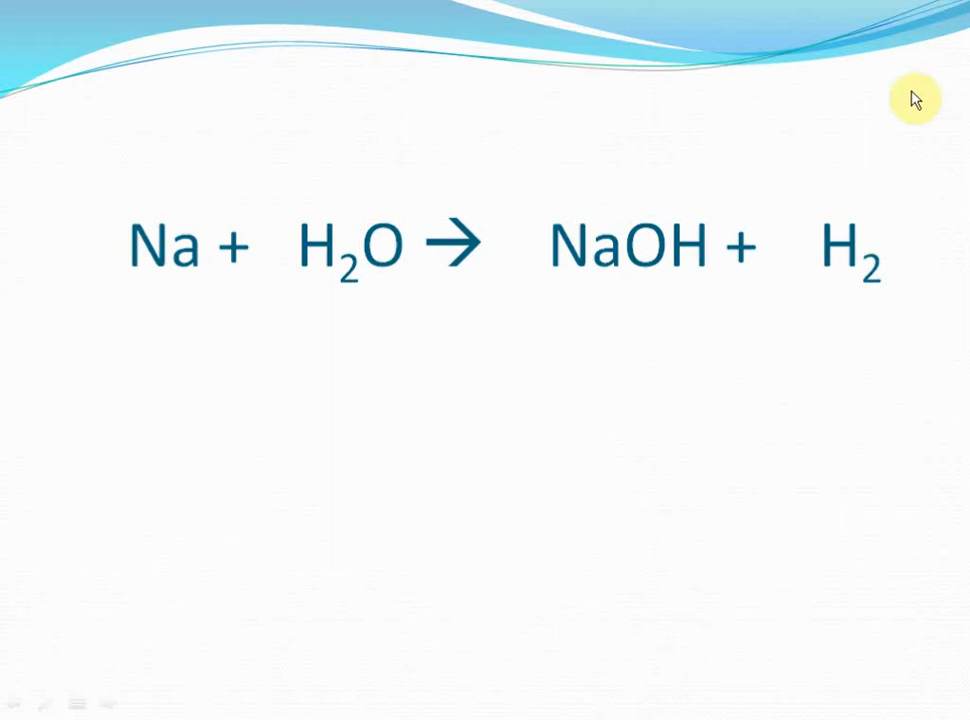 Na + H₂O → NaOH + H₂